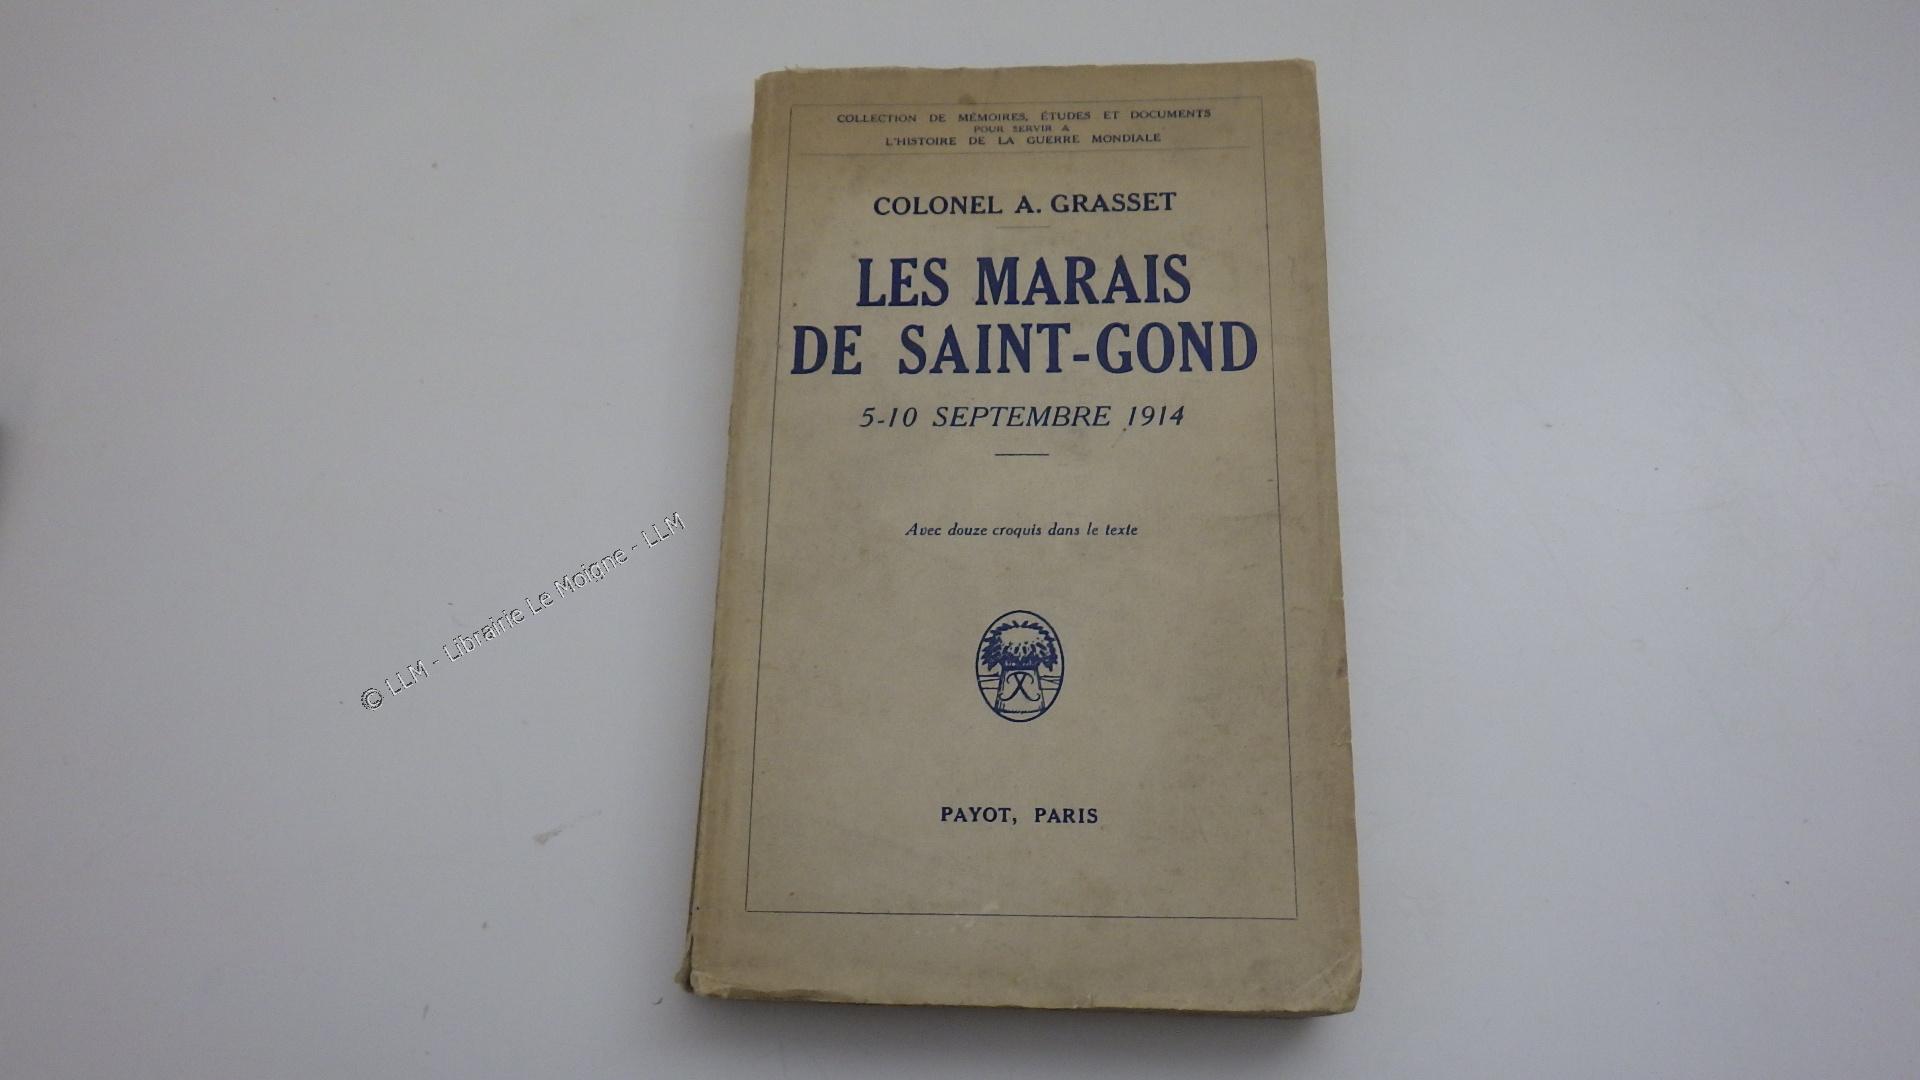 COLLECTION DE MÉMOIRES, ÉTUDES ET DOCUMENTS
POUR SERVIR A
L'HISTOIRE DE LA GUERRE MONDIALE
COLONEL A. GRASSET
LES MARAIS
DE SAINT-GOND
5-10 SEPTEMBRE 1914
Avec douze croquis dans le texte
PAYOT, PARIS
© LLM - Librairie Le Moigne - LLM